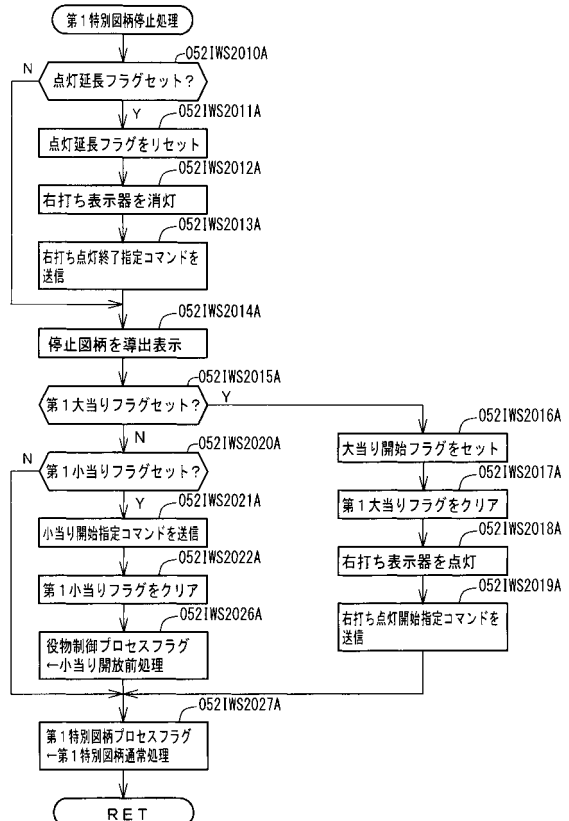 第1特別図柄停止処理
052IWS2010A
N
点灯延長フラグセット？
Y
052IWS2011A
点灯延長フラグをリセット
052IWS2012A
右打ち表示器を消灯
052IWS2013A
右打ち点灯終了指定コマンドを
送信
052IWS2014A
停止図柄を導出表示
052IWS2015A
第1大当りフラグセット？
Y
N
052IWS2016A
大当り開始フラグをセット
052IWS2017A
第1大当りフラグをクリア
052IWS2018A
右打ち表示器を点灯
052IWS2019A
右打ち点灯開始指定コマンドを
送信
052IWS2020A
N
第1小当りフラグセット？
Y
052IWS2021A
小当り開始指定コマンドを送信
052IWS2022A
第1小当りフラグをクリア
052IWS2026A
役物制御プロセスフラグ
←小当り開放前処理
052IWS2027A
第1特別図柄プロセスフラグ
←第1特別図柄通常処理
RET